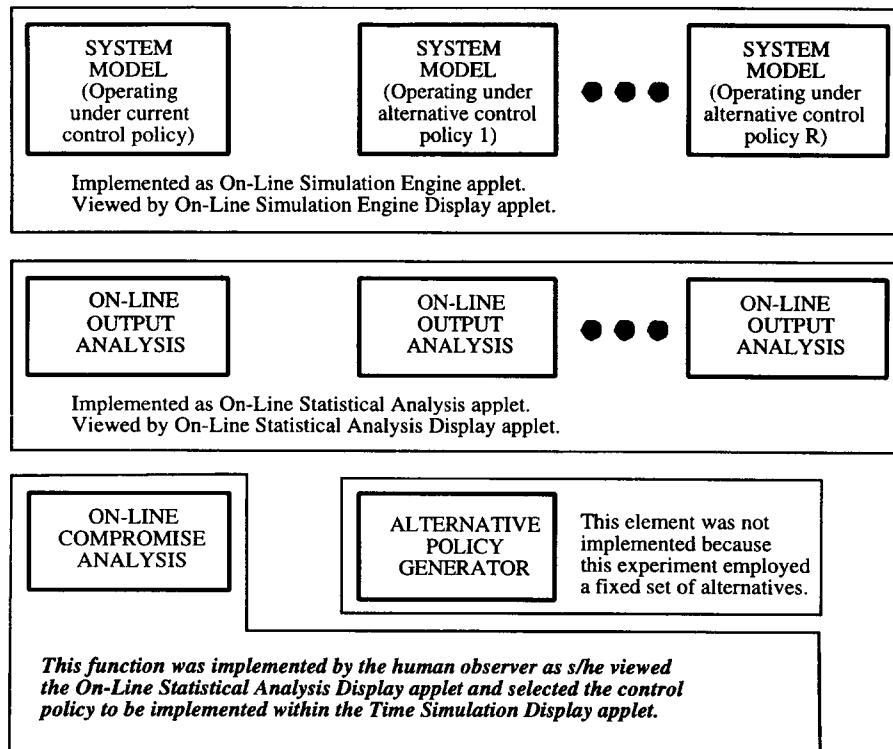 SYSTEM
MODEL
(Operating
under current
control policy)
SYSTEM
MODEL
(Operating under
alternative control
policy 1)
SYSTEM
MODEL
(Operating under
alternative control
policy R)
Implemented as On-Line Simulation Engine applet.
Viewed by On-Line Simulation Engine Display applet.
ON-LINE
OUTPUT
ANALYSIS
ON-LINE
OUTPUT
ANALYSIS
ON-LINE
OUTPUT
ANALYSIS
Implemented as On-Line Statistical Analysis applet.
Viewed by On-Line Statistical Analysis Display applet.
ON-LINE
COMPROMISE
ANALYSIS
ALTERNATIVE
POLICY
GENERATOR
This element was not
implemented because
this experiment employed
a fixed set of alternatives.
This function was implemented by the human observer as s/he viewed
the On-Line Statistical Analysis Display applet and selected the control
policy to be implemented within the Time Simulation Display applet.